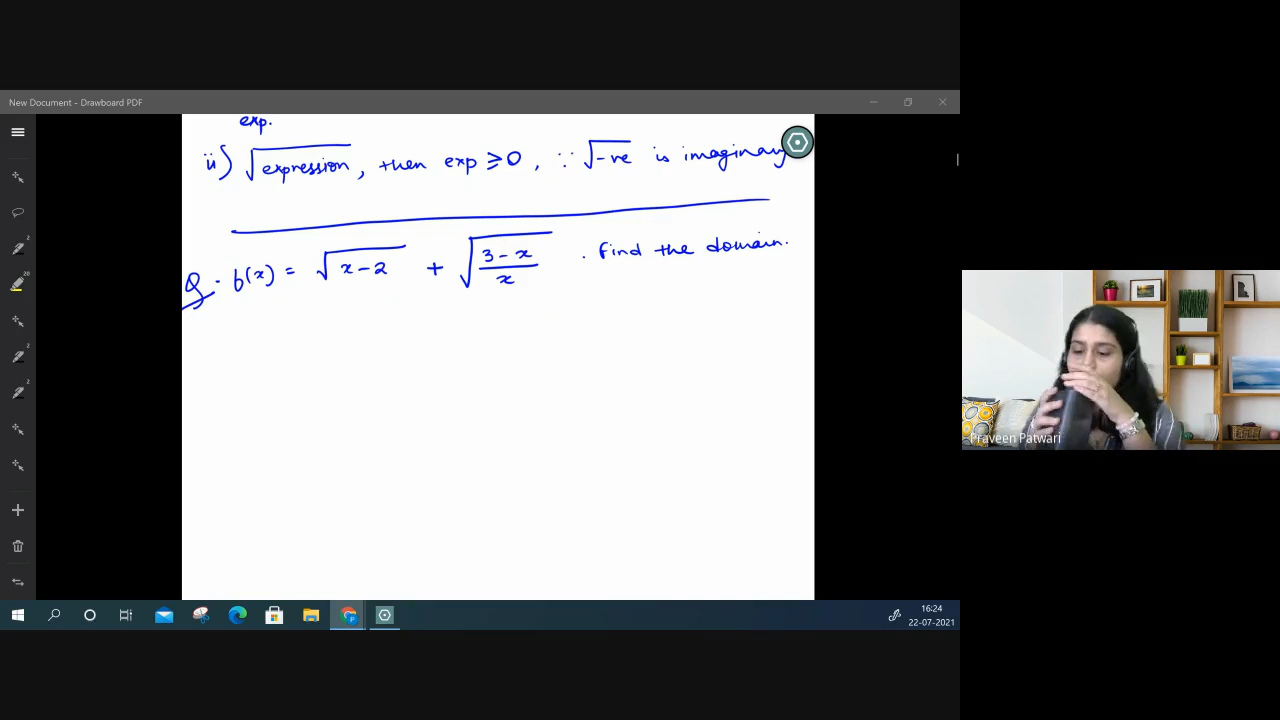 New Document - Drawboard PDF
exp.
ii) √expression, then exp ≥ 0, ∵ √-ve is imaginary
Q. f(x) = √x-2 + √3-x/x . Find the domain.
Praveen Patwari
16:24
22-07-2021